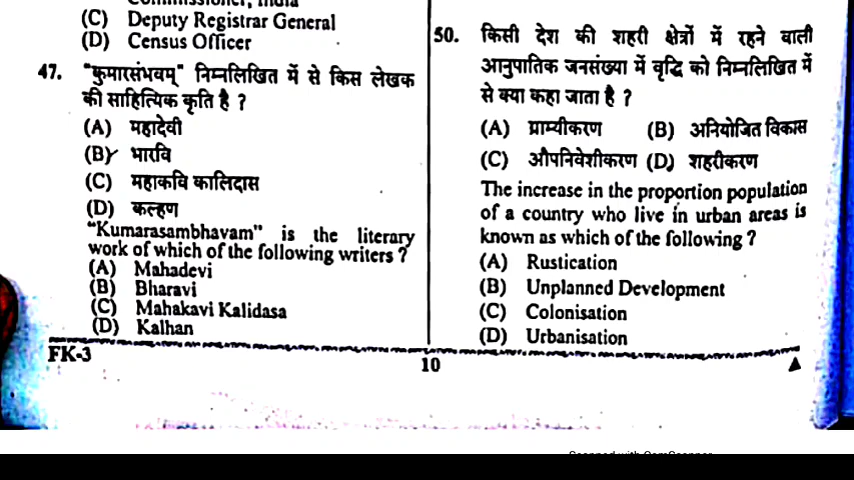 (C) Deputy Registrar General
(D) Census Officer
47. "कुमारसंभवम्" निम्नलिखित में से किस लेखक
की साहित्यिक कृति है ?
(A) महादेवी
(B) भारवि
(C) महाकवि कालिदास
(D) कल्हण
"Kumarasambhavam" is the literary
work of which of the following writers ?
(A) Mahadevi
(B) Bharavi
(C) Mahakavi Kalidasa
(D) Kalhan
50. किसी देश की शहरी क्षेत्रों में रहने वाली
आनुपातिक जनसंख्या में वृद्धि को निम्नलिखित में
से क्या कहा जाता है ?
(A) ग्राम्यीकरण (B) अनियोजित विकास
(C) औपनिवेशीकरण (D) शहरीकरण
The increase in the proportion population
of a country who live in urban areas is
known as which of the following ?
(A) Rustication
(B) Unplanned Development
(C) Colonisation
(D) Urbanisation
FK-3
10